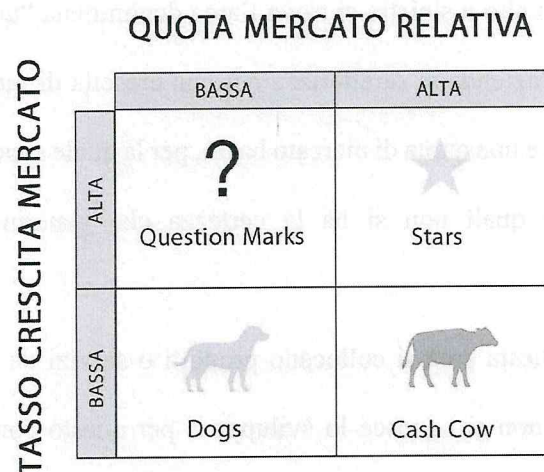 QUOTA MERCATO RELATIVA
BASSA
ALTA
TASSO CRESCITA MERCATO
ALTA
?
Question Marks
Stars
BASSA
Dogs
Cash Cow